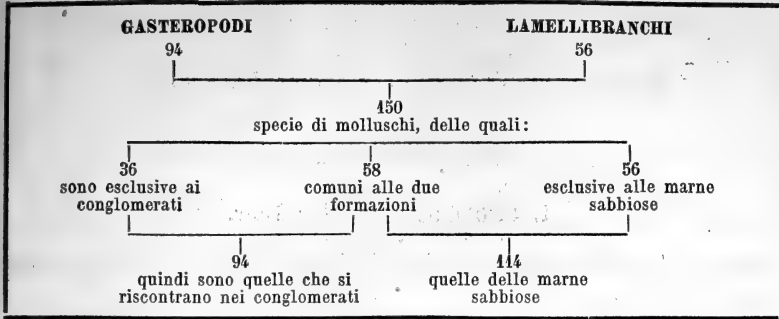 GASTEROPODI LAMELLIBRANCHI
94 56
150
specie di molluschi, delle quali:
36 58 56
sono esclusive ai comuni alle due esclusive alle marne
conglomerati formazioni sabbiose
94 114
quindi sono quelle che si quelle delle marne
riscontrano nei conglomerati sabbiose